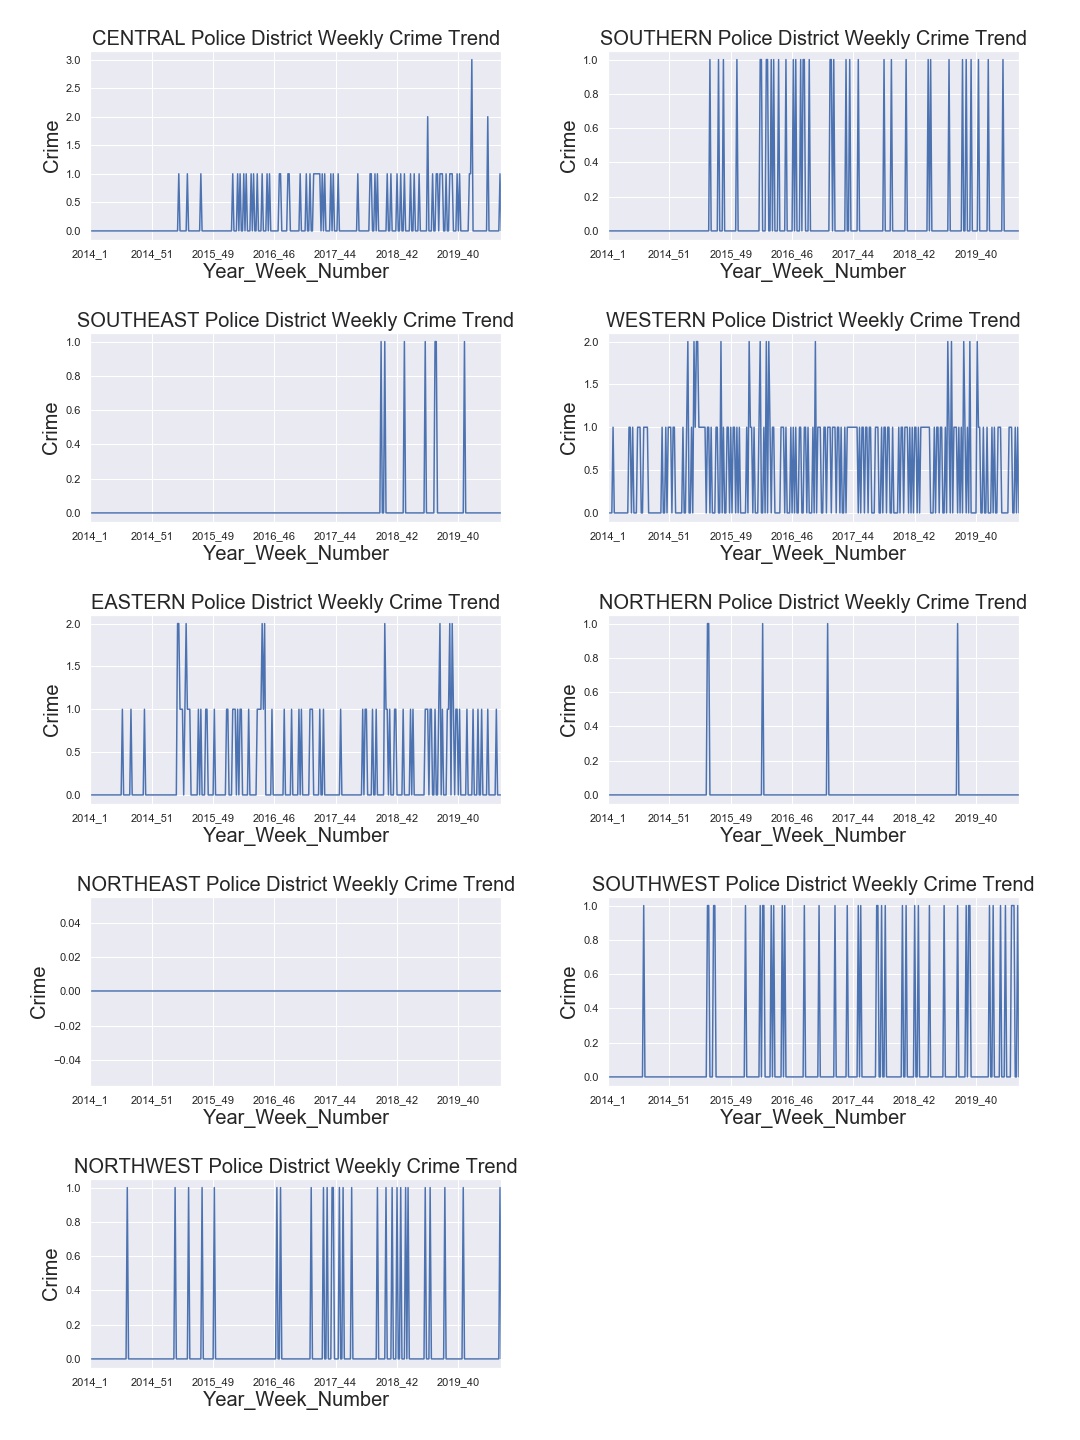 CENTRAL Police District Weekly Crime Trend
3.0
2.5
2.0
1.5
1.0
0.5
0.0
Crime
2014_1 2014_51 2015_49 2016_46 2017_44 2018_42 2019_40
Year_Week_Number
SOUTHERN Police District Weekly Crime Trend
1.0
0.8
0.6
0.4
0.2
0.0
Crime
2014_1 2014_51 2015_49 2016_46 2017_44 2018_42 2019_40
Year_Week_Number
SOUTHEAST Police District Weekly Crime Trend
1.0
0.8
0.6
0.4
0.2
0.0
Crime
2014_1 2014_51 2015_49 2016_46 2017_44 2018_42 2019_40
Year_Week_Number
WESTERN Police District Weekly Crime Trend
2.0
1.5
1.0
0.5
0.0
Crime
2014_1 2014_51 2015_49 2016_46 2017_44 2018_42 2019_40
Year_Week_Number
EASTERN Police District Weekly Crime Trend
2.0
1.5
1.0
0.5
0.0
Crime
2014_1 2014_51 2015_49 2016_46 2017_44 2018_42 2019_40
Year_Week_Number
NORTHERN Police District Weekly Crime Trend
1.0
0.8
0.6
0.4
0.2
0.0
Crime
2014_1 2014_51 2015_49 2016_46 2017_44 2018_42 2019_40
Year_Week_Number
NORTHEAST Police District Weekly Crime Trend
0.04
0.02
0.00
−0.02
−0.04
Crime
2014_1 2014_51 2015_49 2016_46 2017_44 2018_42 2019_40
Year_Week_Number
SOUTHWEST Police District Weekly Crime Trend
1.0
0.8
0.6
0.4
0.2
0.0
Crime
2014_1 2014_51 2015_49 2016_46 2017_44 2018_42 2019_40
Year_Week_Number
NORTHWEST Police District Weekly Crime Trend
1.0
0.8
0.6
0.4
0.2
0.0
Crime
2014_1 2014_51 2015_49 2016_46 2017_44 2018_42 2019_40
Year_Week_Number